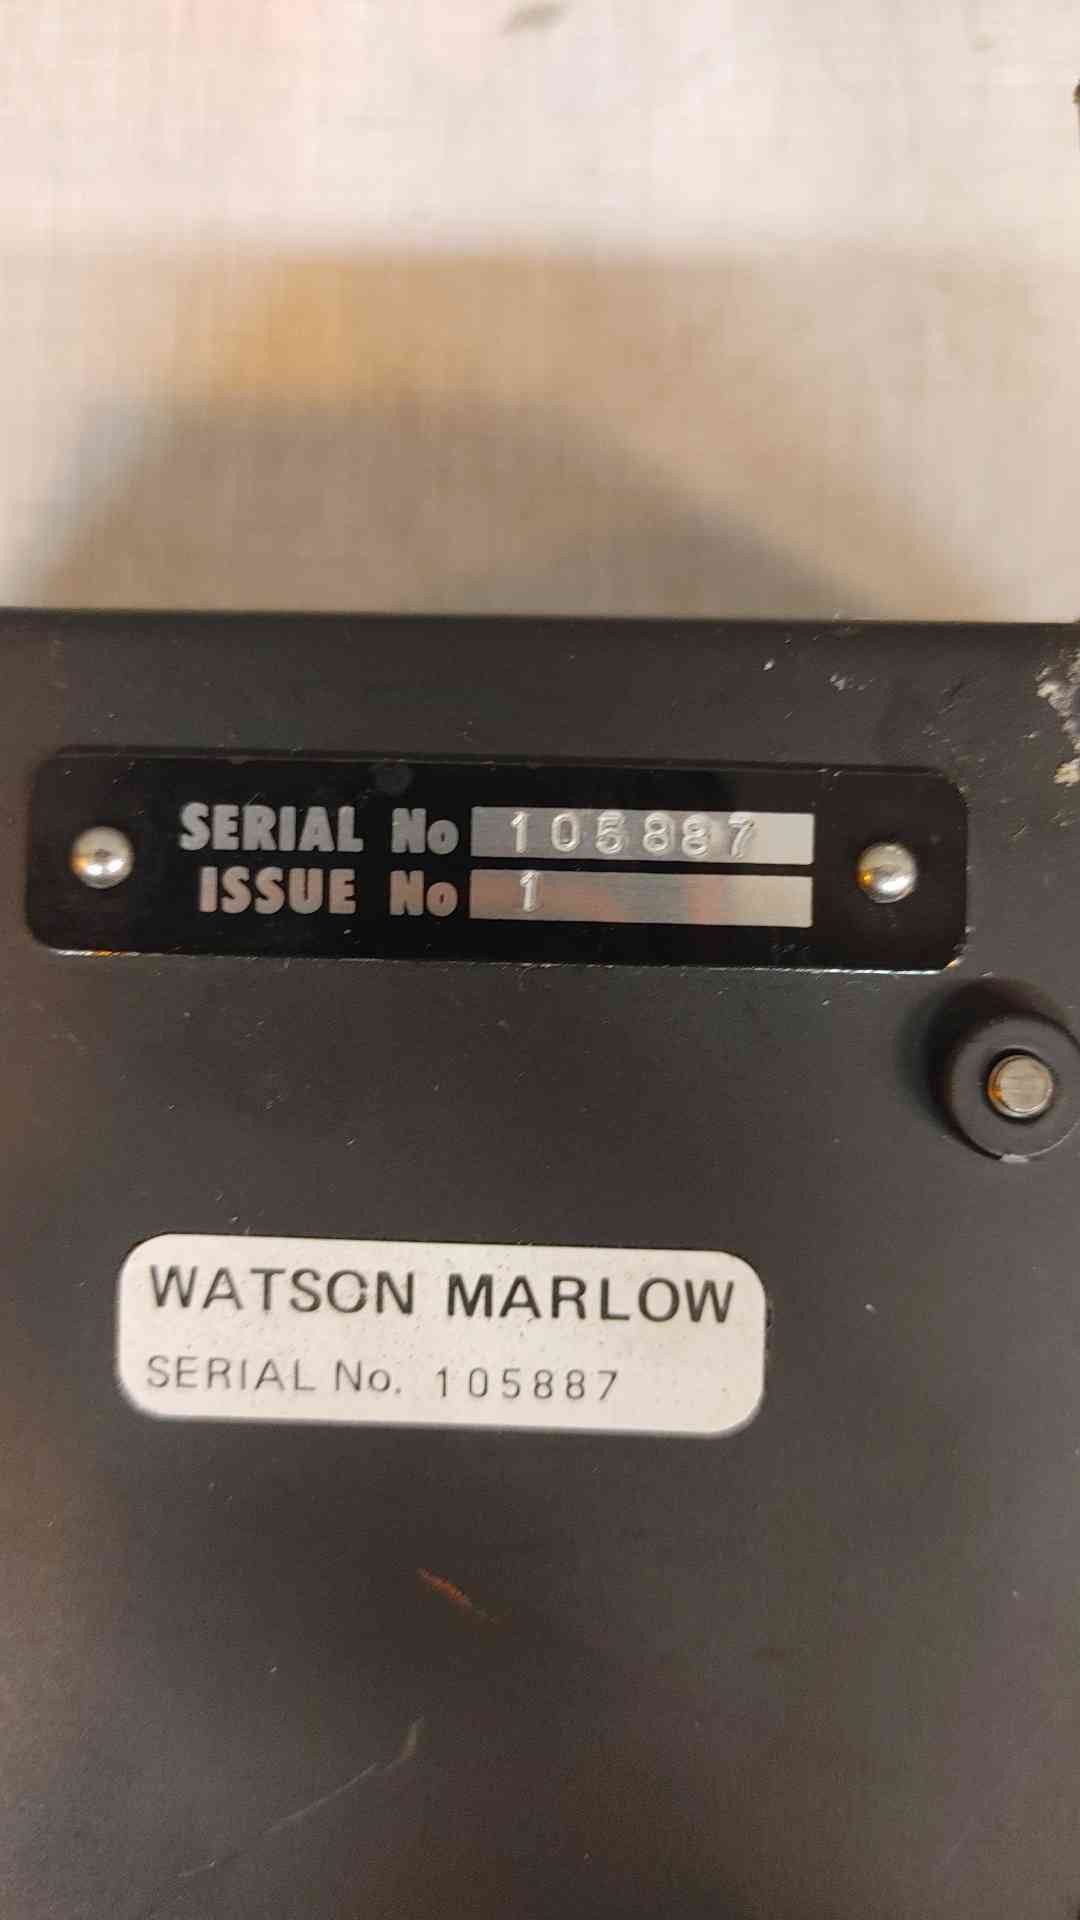 SERIAL No 105887
ISSUE No 1
WATSON MARLOW
SERIAL No. 105887